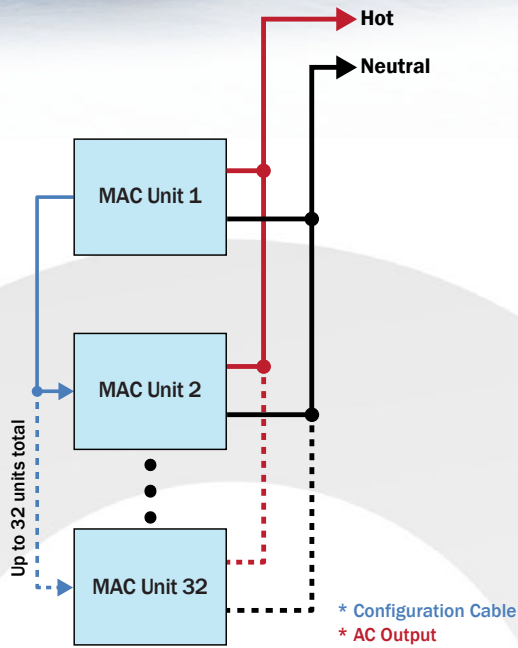 Hot
Neutral
MAC Unit 1
MAC Unit 2
Up to 32 units total
MAC Unit 32
* Configuration Cable
* AC Output